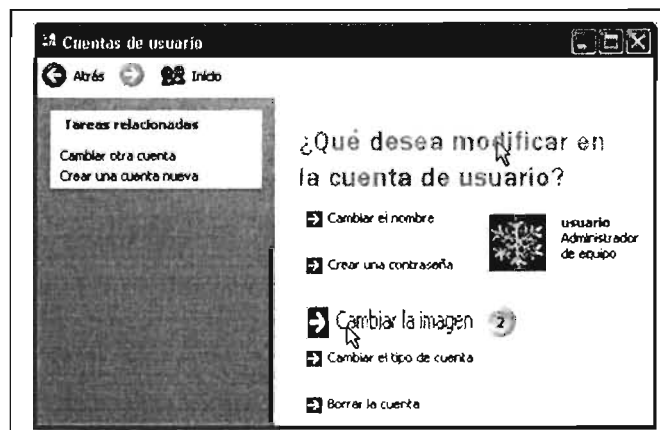 Cuentas de usuario
Atrás Inicio
Tareas relacionadas
Cambiar otra cuenta
Crear una cuenta nueva
¿Qué desea modificar en
la cuenta de usuario?
Cambiar el nombre
usuario
Administrador
de equipo
Crear una contraseña
Cambiar la imagen 2
Cambiar el tipo de cuenta
Borrar la cuenta